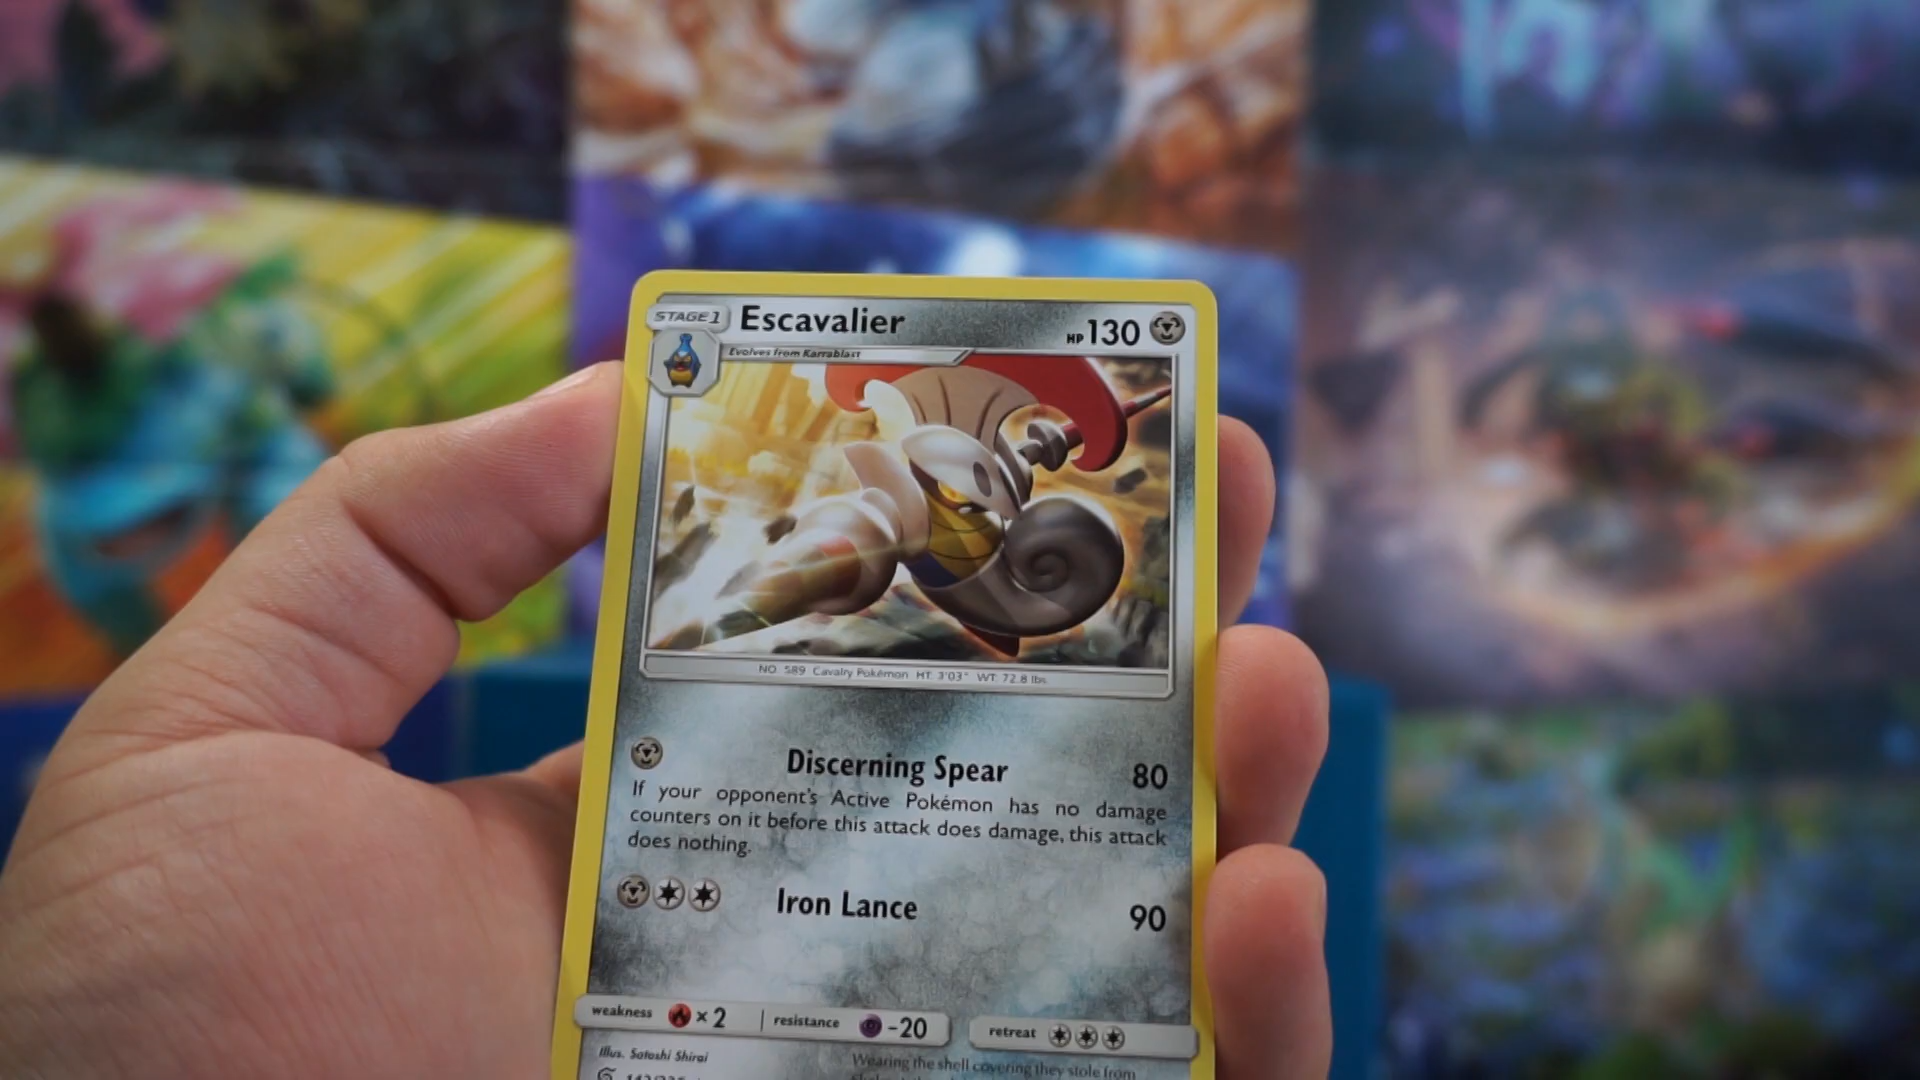 STAGE 1 Escavalier HP 130
Evolves from Karrablast
NO. 589 Cavalry Pokémon HT: 3'03" WT: 72.8 lbs.
Discerning Spear 80
If your opponent's Active Pokémon has no damage
counters on it before this attack does damage, this attack
does nothing.
Iron Lance 90
weakness × 2 resistance -20 retreat
Illus. Satoshi Shirai
Wearing the shell covering they stole from